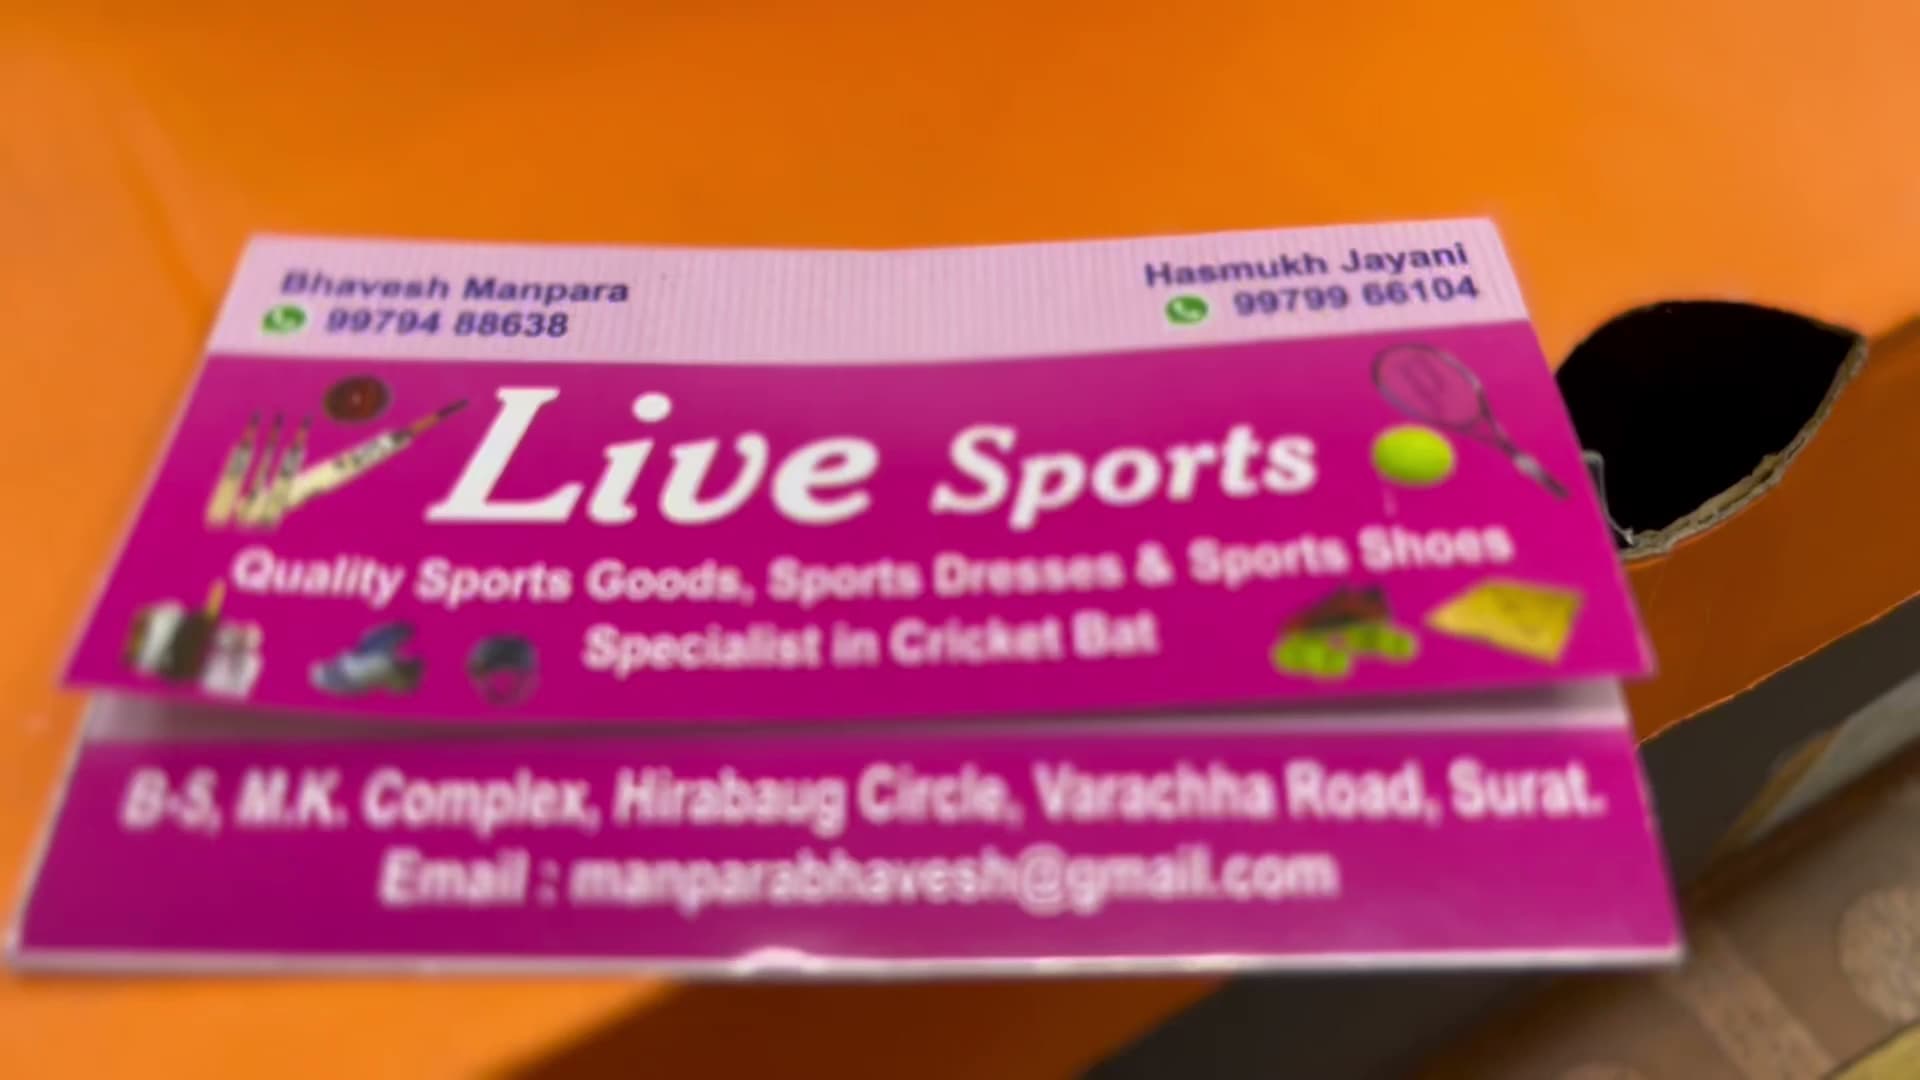 Bhavesh Manpara
99794 88638
Hasmukh Jayani
99799 66104
Live Sports
Quality Sports Goods, Sports Dresses & Sports Shoes
Specialist in Cricket Bat
B-5, M.K. Complex, Hirabaug Circle, Varachha Road, Surat.
Email : manparabhavesh@gmail.com